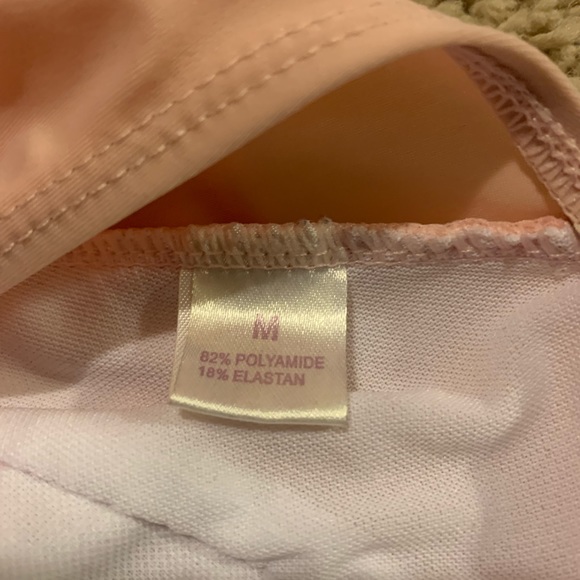 M
82% POLYAMIDE
18% ELASTAN